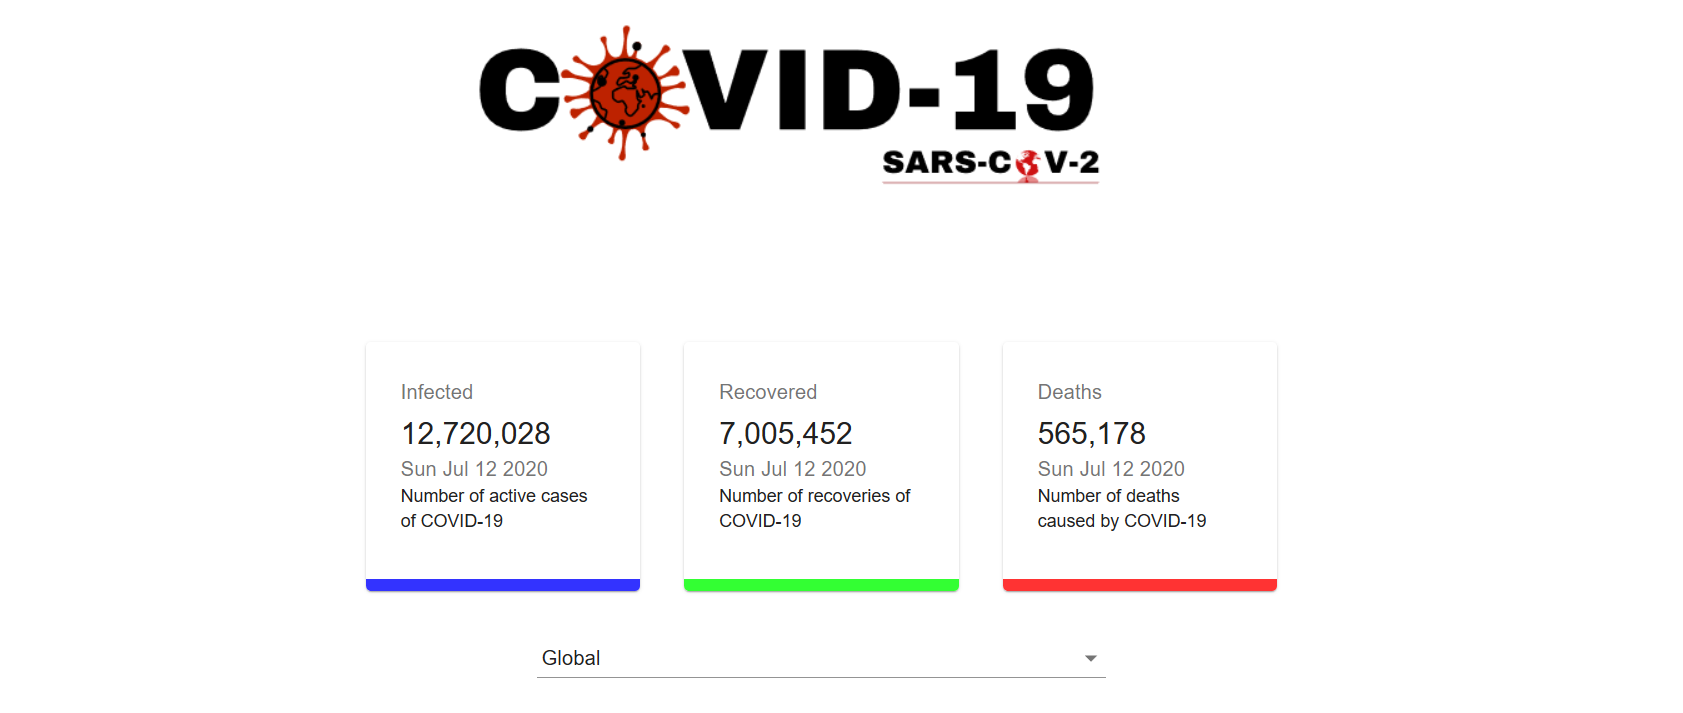 COVID-19
SARS-COV-2
Infected
12,720,028
Sun Jul 12 2020
Number of active cases
of COVID-19
Recovered
7,005,452
Sun Jul 12 2020
Number of recoveries of
COVID-19
Deaths
565,178
Sun Jul 12 2020
Number of deaths
caused by COVID-19
Global